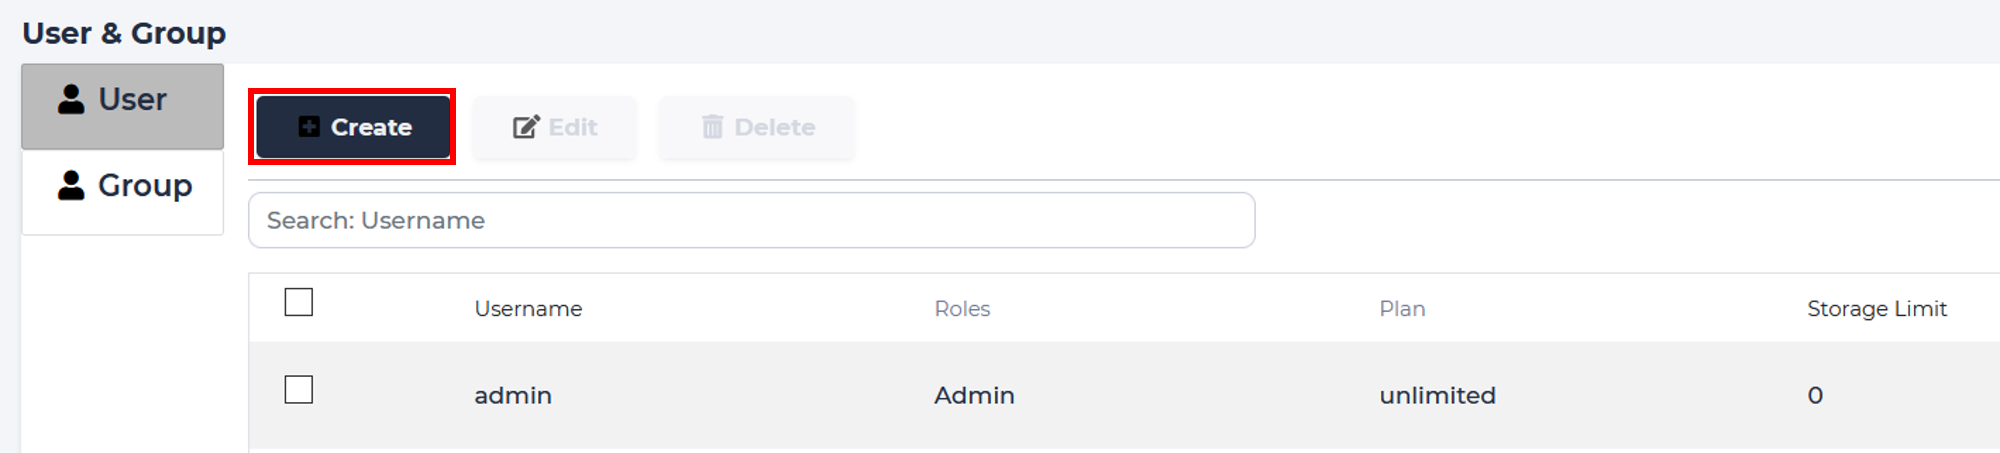 User & Group
User
Group
Create Edit Delete
Search: Username
Username Roles Plan Storage Limit
admin Admin unlimited 0